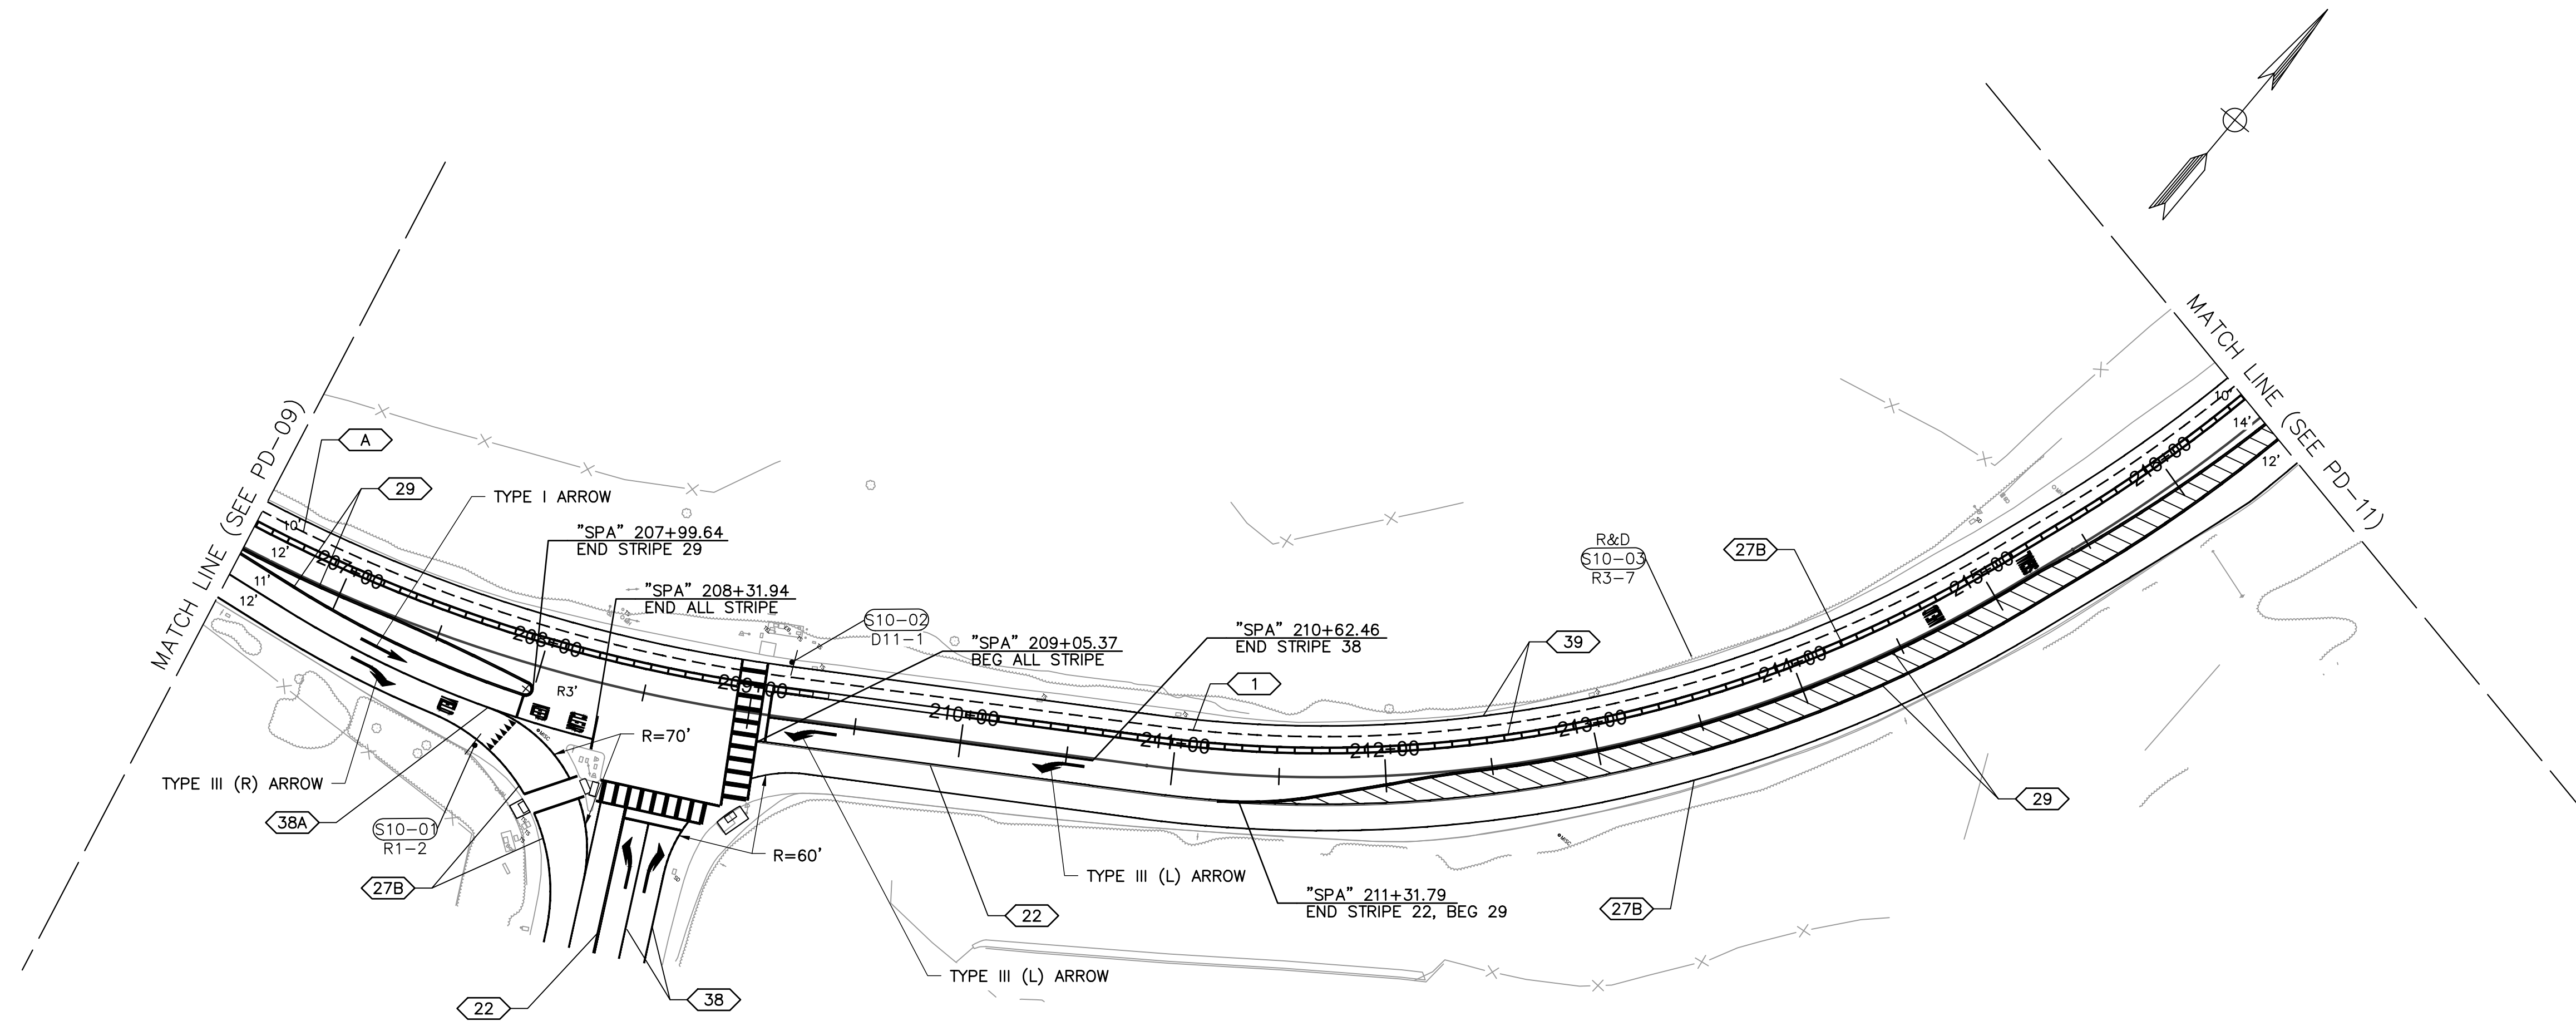 MATCH LINE (SEE PD-09)
MATCH LINE (SEE PD-11)
A
29
TYPE I ARROW
"SPA" 207+99.64
END STRIPE 29
"SPA" 208+31.94
END ALL STRIPE
S10-02
D11-1
"SPA" 209+05.37
BEG ALL STRIPE
"SPA" 210+62.46
END STRIPE 38
1
39
R&D
S10-03
R3-7
27B
10'
12'
11'
12'
10'
14'
12'
207+00
208+00
209+00
210+00
211+00
212+00
213+00
214+00
215+00
216+00
R3'
R=70'
R=60'
TYPE III (R) ARROW
38A
S10-01
R1-2
27B
22
38
22
TYPE III (L) ARROW
TYPE III (L) ARROW
"SPA" 211+31.79
END STRIPE 22, BEG 29
27B
29
MISC
MISC